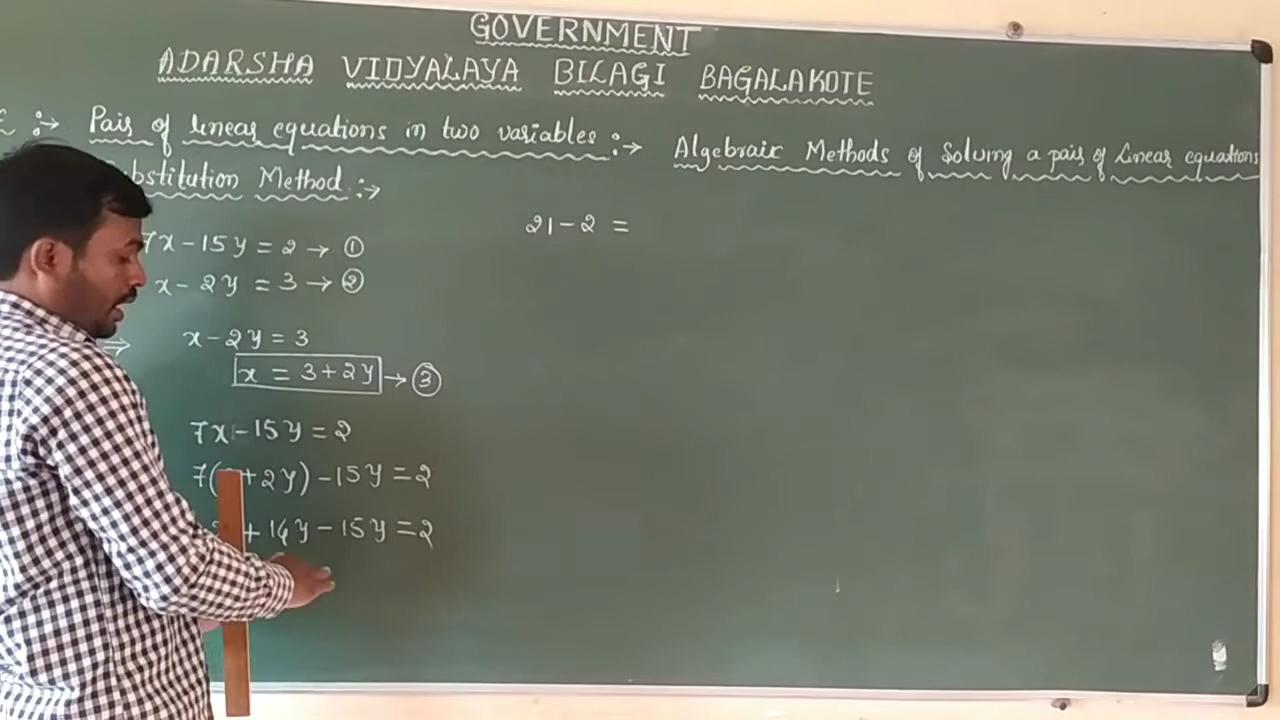 GOVERNMENT
ADARSHA VIDYALAYA BILAGI BAGALAKOTE
:→ Pair of linear equations in two variables :→ Algebraic Methods of Solving a pair of Linear equations
bstitution Method :→
7x - 15y = 2 → ①
x - 2y = 3 → ②
⇒ x - 2y = 3
x = 3 + 2y → ③
7x - 15y = 2
7( + 2y) - 15y = 2
+ 14y - 15y = 2
21 - 2 =